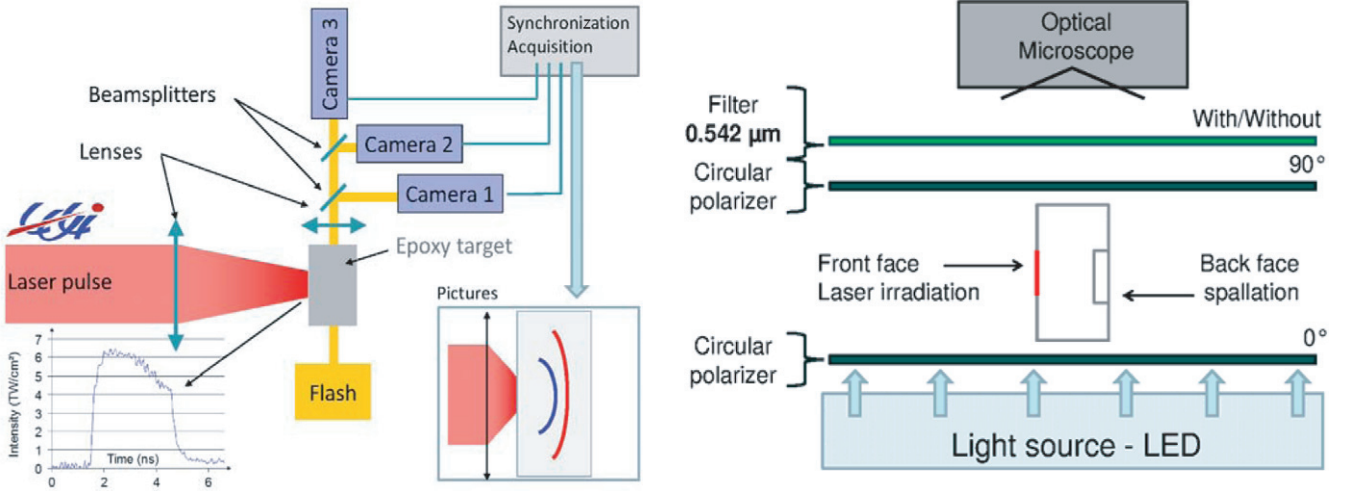 Camera 3
Synchronization
Acquisition
Beamsplitters
Camera 2
Lenses
Camera 1
Epoxy target
Laser pulse
Pictures
Flash
Intensity (TW/cm²)
7
6
5
4
3
2
1
0
Time (ns)
0 2 4 6
Optical
Microscope
Filter
0.542 µm
With/Without
Circular
polarizer
90°
Front face
Laser irradiation
Back face
spallation
Circular
polarizer
0°
Light source - LED